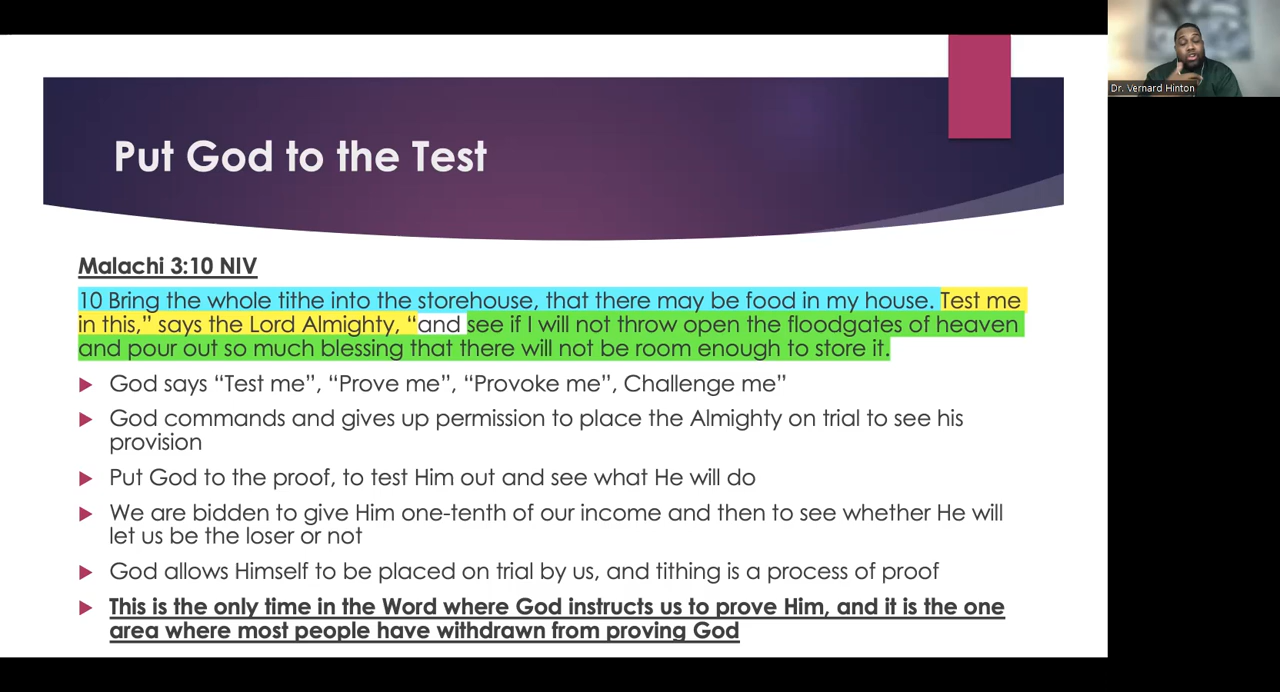 Dr. Vernard Hinton
Put God to the Test
Malachi 3:10 NIV
10 Bring the whole tithe into the storehouse, that there may be food in my house. Test me
in this,” says the Lord Almighty, “and see if I will not throw open the floodgates of heaven
and pour out so much blessing that there will not be room enough to store it.
God says “Test me”, “Prove me”, “Provoke me”, Challenge me”
God commands and gives up permission to place the Almighty on trial to see his
provision
Put God to the proof, to test Him out and see what He will do
We are bidden to give Him one-tenth of our income and then to see whether He will
let us be the loser or not
God allows Himself to be placed on trial by us, and tithing is a process of proof
This is the only time in the Word where God instructs us to prove Him, and it is the one
area where most people have withdrawn from proving God